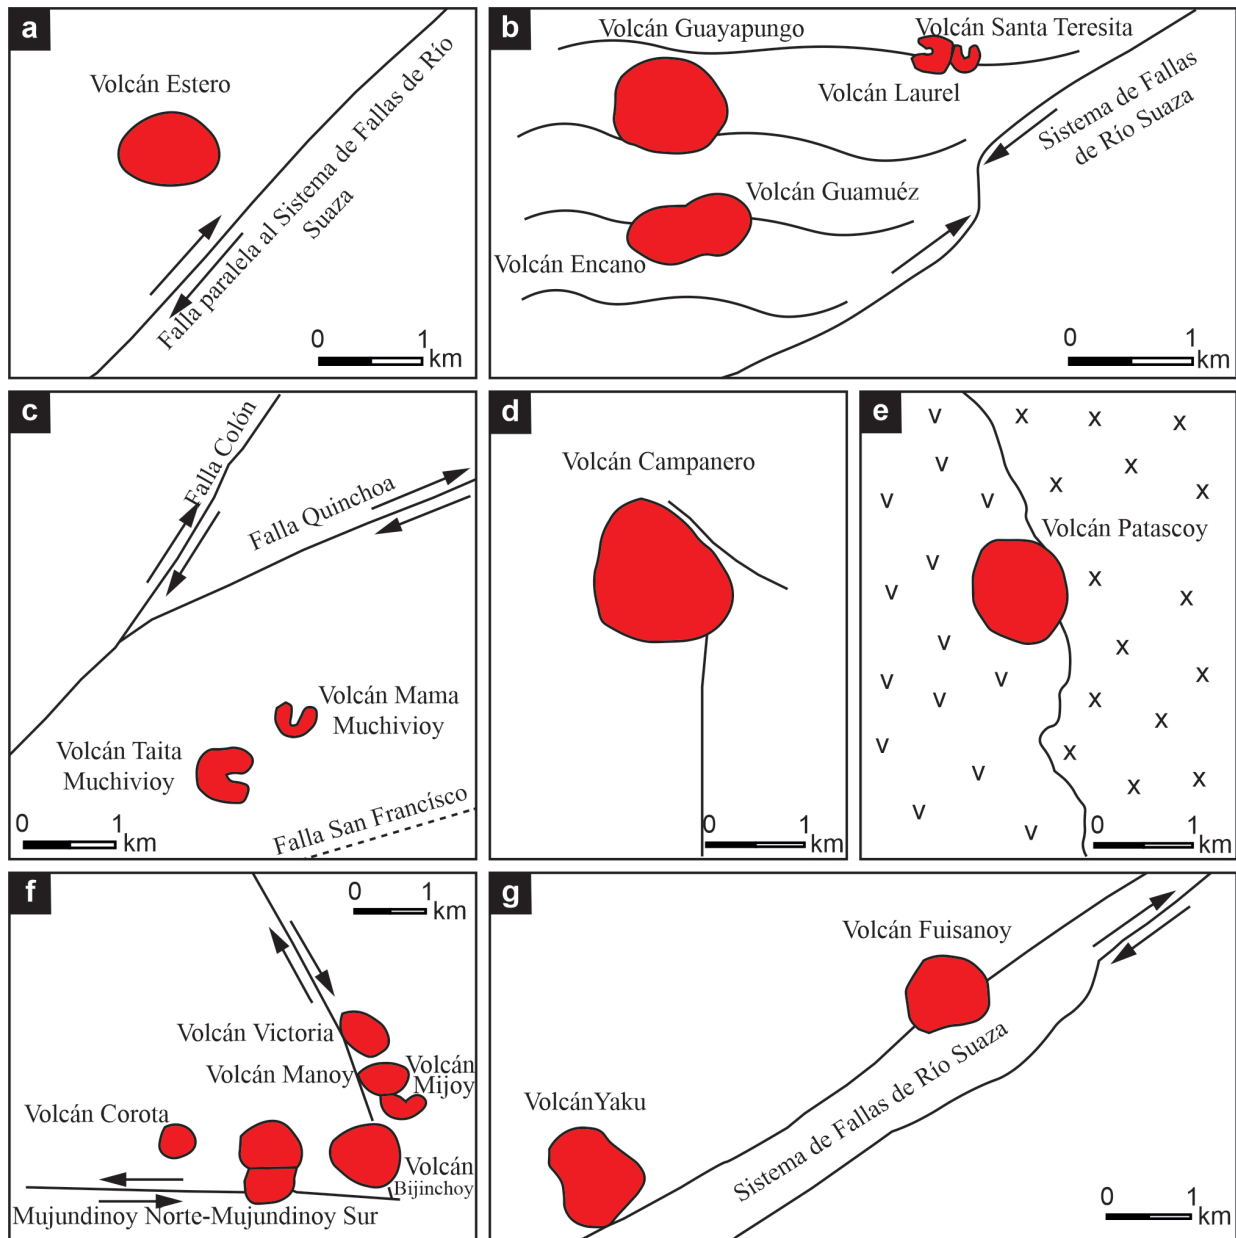 a
Volcán Estero
Falla paralela al Sistema de Fallas de Río
Suaza
0 1
km
b
Volcán Guayapungo
Volcán Santa Teresita
Volcán Laurel
Sistema de Fallas
de Río Suaza
Volcán Guamuéz
Volcán Encano
0 1
km
c
Falla Colón
Falla Quinchoa
Volcán Mama
Muchivioy
Volcán Taita
Muchivioy
Falla San Francísco
0 1
km
d
Volcán Campanero
0 1
km
e
v x x x
v x
v v x x
Volcán Patascoy
v x
v x
v x
v v x
v x
v x
v x
v x x
v x
v
0 1
km
f
0 1
km
Volcán Victoria
Volcán Manoy
Volcán
Mijoy
Volcán Corota
Volcán
Bijinchoy
Mujundinoy Norte-Mujundinoy Sur
g
Volcán Fuisanoy
VolcánYaku
Sistema de Fallas de Río Suaza
0 1
km